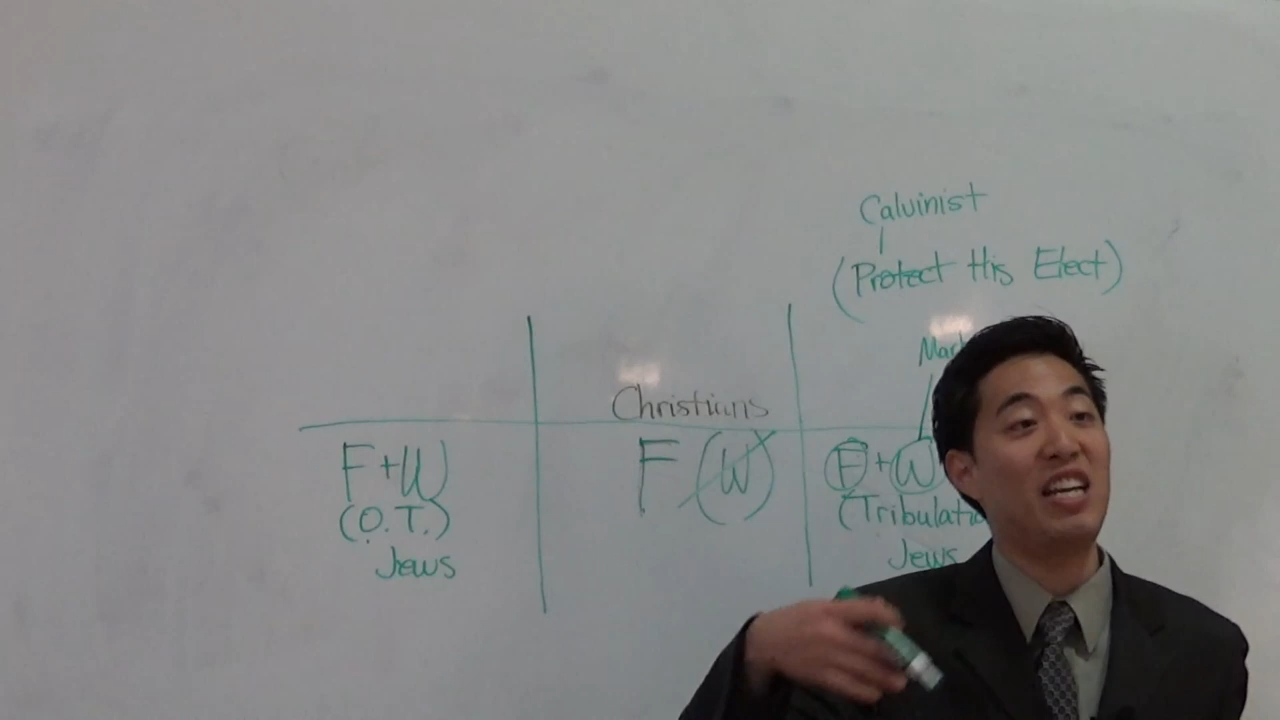 Calvinist
(Protect His Elect)
Christians
F+W
(O.T.)
Jews
F (W)
F+W
Jews